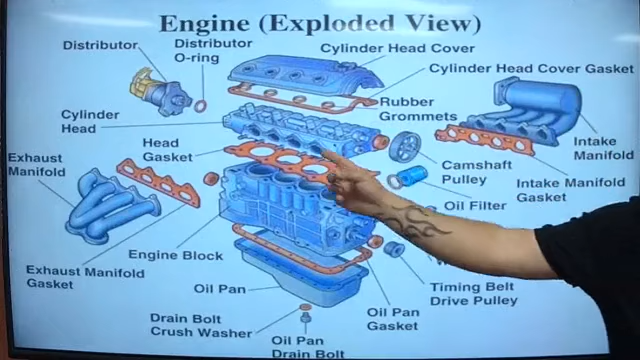 Engine (Exploded View)
Distributor
Distributor
O-ring
Cylinder Head Cover
Cylinder Head Cover Gasket
Rubber
Grommets
Cylinder
Head
Head
Gasket
Intake
Manifold
Exhaust
Manifold
Camshaft
Pulley
Intake Manifold
Gasket
Oil Filter
Engine Block
Exhaust Manifold
Gasket
Oil Pan
Timing Belt
Drive Pulley
Oil Pan
Gasket
Drain Bolt
Crush Washer
Oil Pan
Drain Bolt